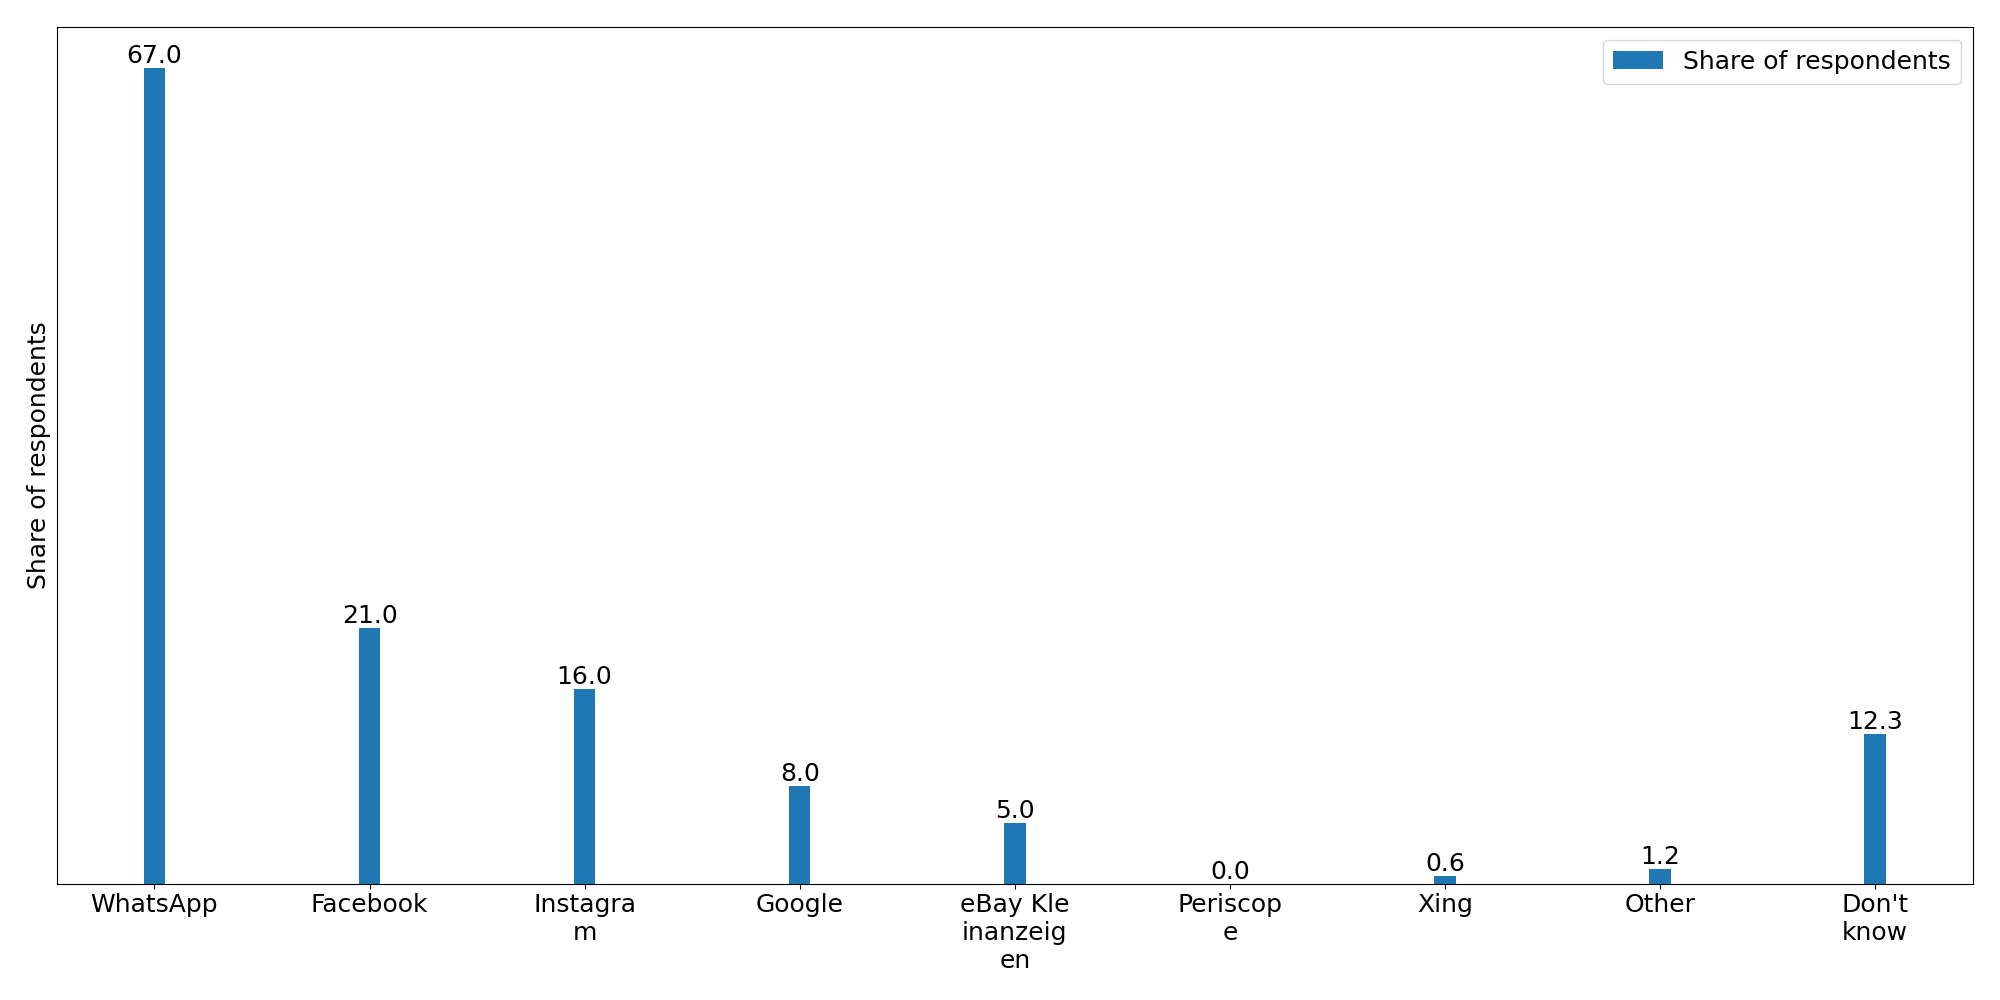 Share of respondents
Share of respondents
67.0
21.0
16.0
8.0
5.0
0.0
0.6
1.2
12.3
WhatsApp
Facebook
Instagra
m
Google
eBay Kle
inanzeig
en
Periscop
e
Xing
Other
Don't
know